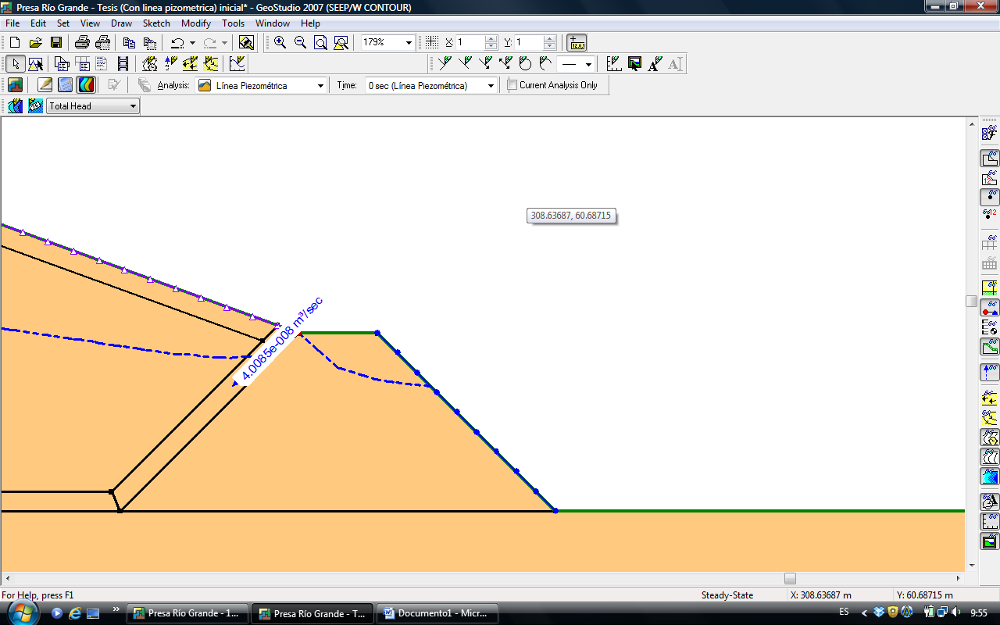 Presa Río Grande - Tesis (Con linea pizometrica) inicial* - GeoStudio 2007 (SEEP/W CONTOUR)
File Edit Set View Draw Sketch Modify Tools Window Help
179% X: 1 Y: 1
Analysis: Línea Piezométrica Time: 0 sec (Línea Piezométrica) Current Analysis Only
Total Head
308.63687, 60.68715
4.0085e-008 m³/sec
For Help, press F1 Steady-State X: 308.63687 m Y: 60.68715 m
Presa Río Grande - 1... Presa Río Grande - T... Documento1 - Micr... ES 9:55